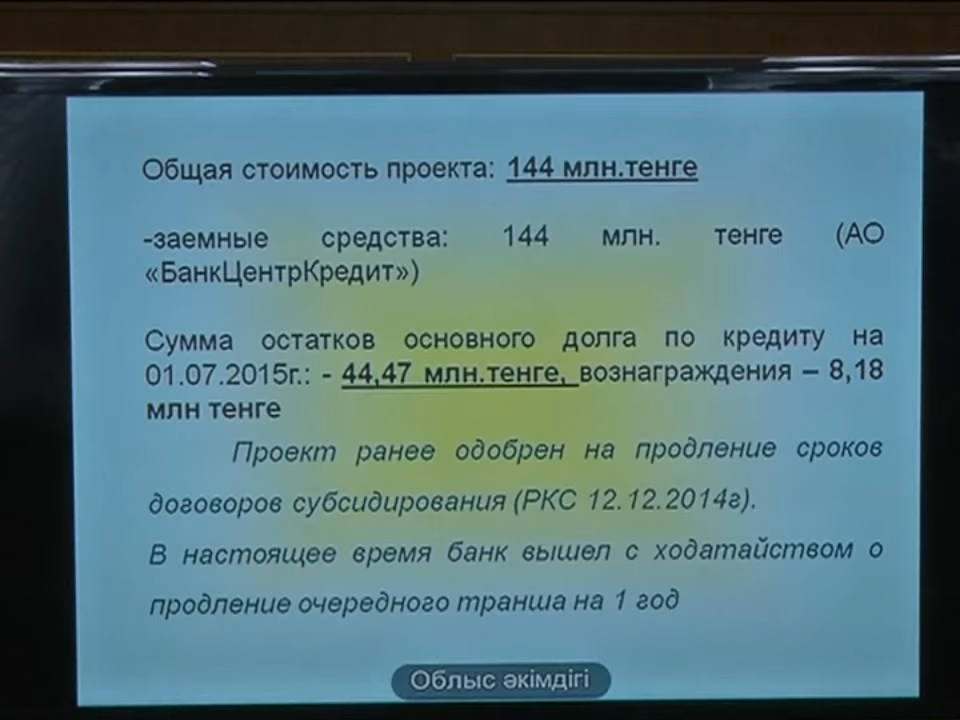 Общая стоимость проекта: 144 млн.тенге
-заемные средства: 144 млн. тенге (АО
«БанкЦентрКредит»)
Сумма остатков основного долга по кредиту на
01.07.2015г.: - 44,47 млн.тенге, вознаграждения – 8,18
млн тенге
Проект ранее одобрен на продление сроков
договоров субсидирования (РКС 12.12.2014г).
В настоящее время банк вышел с ходатайством о
продление очередного транша на 1 год
Облыс әкімдігі